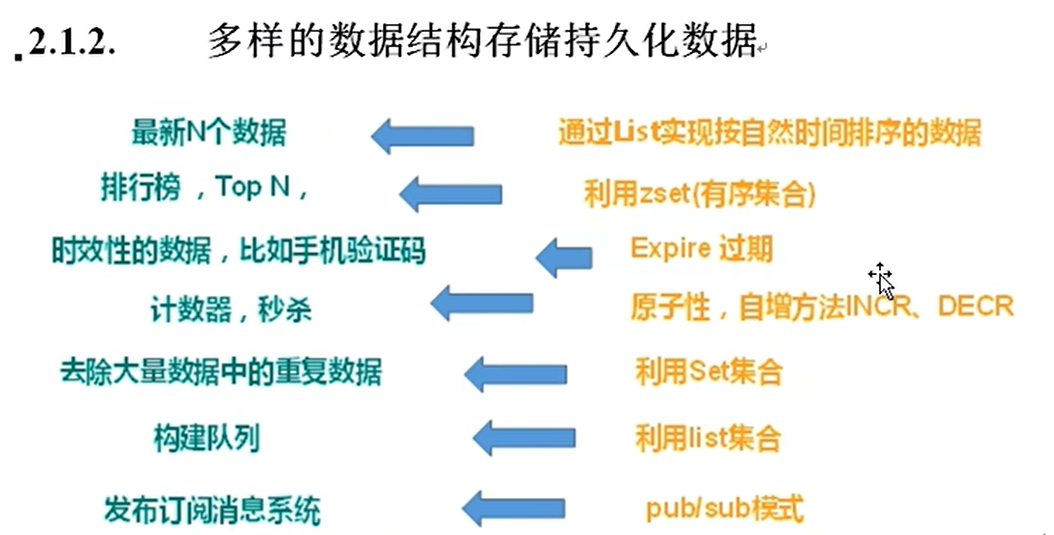 2.1.2. 多样的数据结构存储持久化数据
最新N个数据 通过List实现按自然时间排序的数据
排行榜，Top N， 利用zset(有序集合)
时效性的数据，比如手机验证码 Expire 过期
计数器，秒杀 原子性，自增方法INCR、DECR
去除大量数据中的重复数据 利用Set集合
构建队列 利用list集合
发布订阅消息系统 pub/sub模式